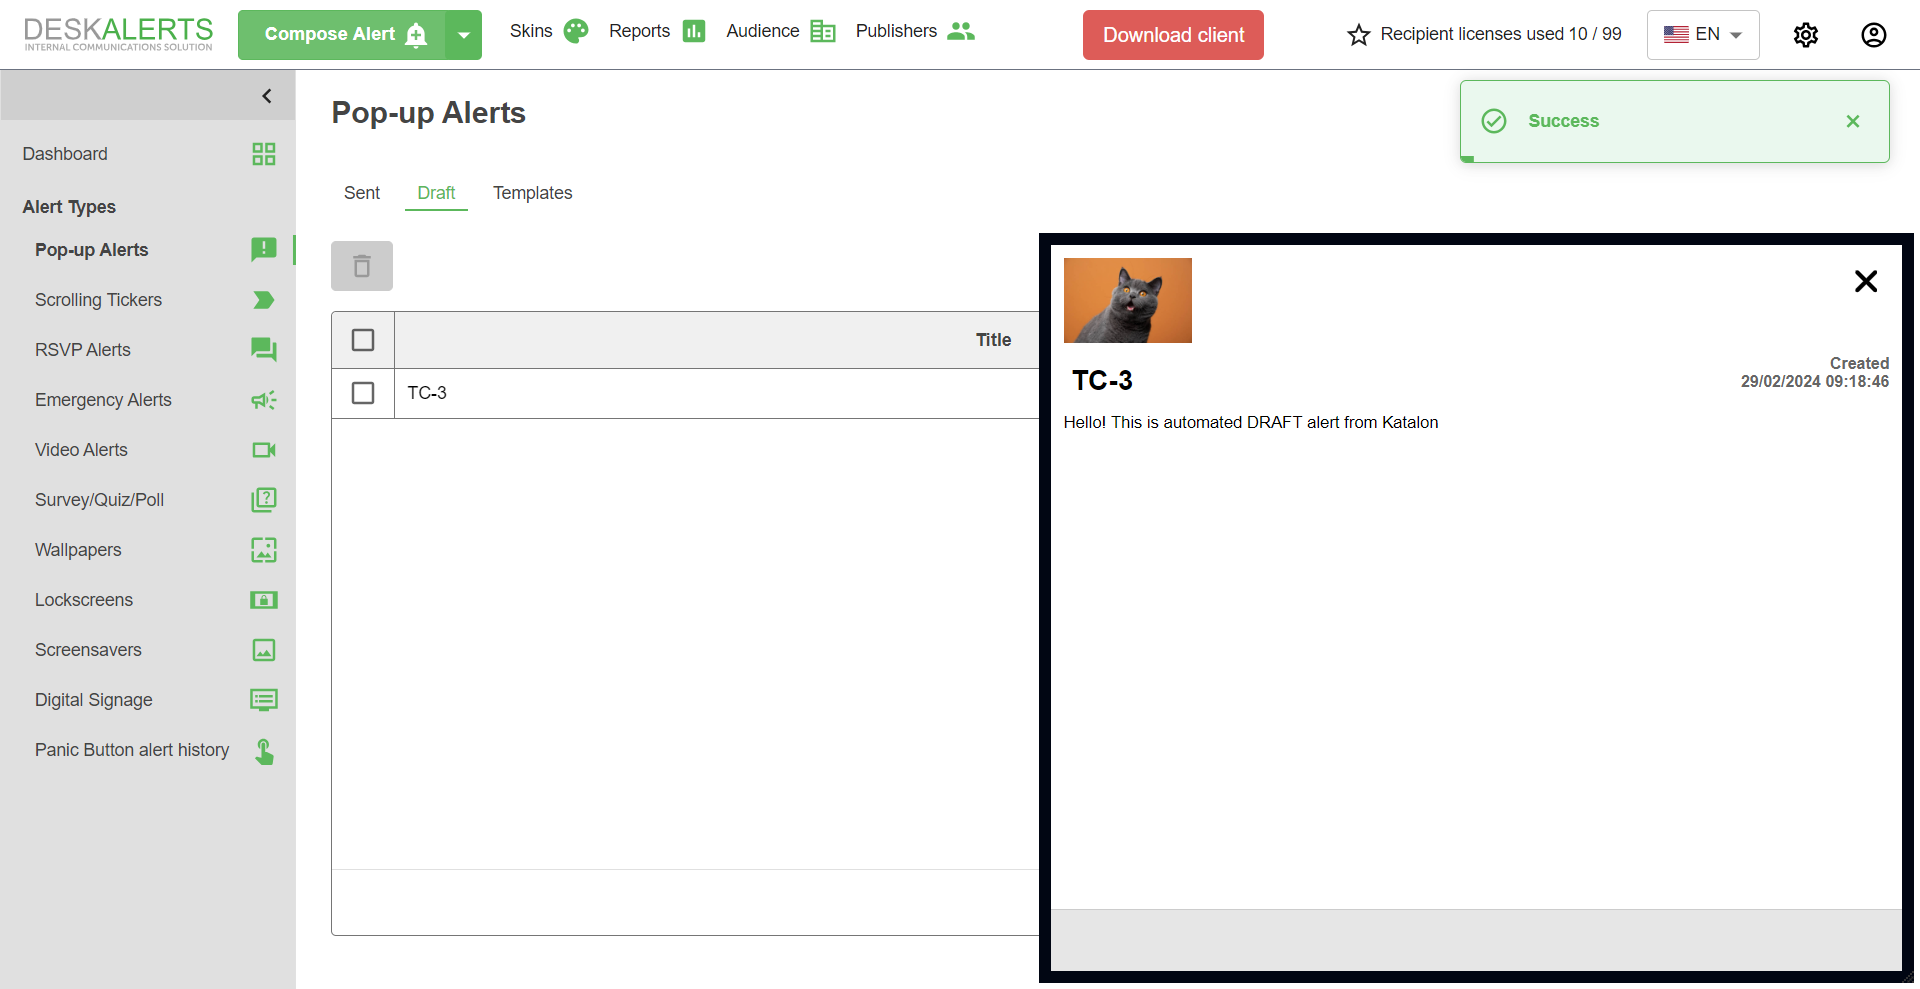 DESKALERTS
INTERNAL COMMUNICATIONS SOLUTION
Compose Alert
Skins
Reports
Audience
Publishers
Download client
Recipient licenses used 10 / 99
EN
Dashboard
Alert Types
Pop-up Alerts
Scrolling Tickers
RSVP Alerts
Emergency Alerts
Video Alerts
Survey/Quiz/Poll
Wallpapers
Lockscreens
Screensavers
Digital Signage
Panic Button alert history
Pop-up Alerts
Success
Sent
Draft
Templates
Title
TC-3
TC-3
Created
29/02/2024 09:18:46
Hello! This is automated DRAFT alert from Katalon